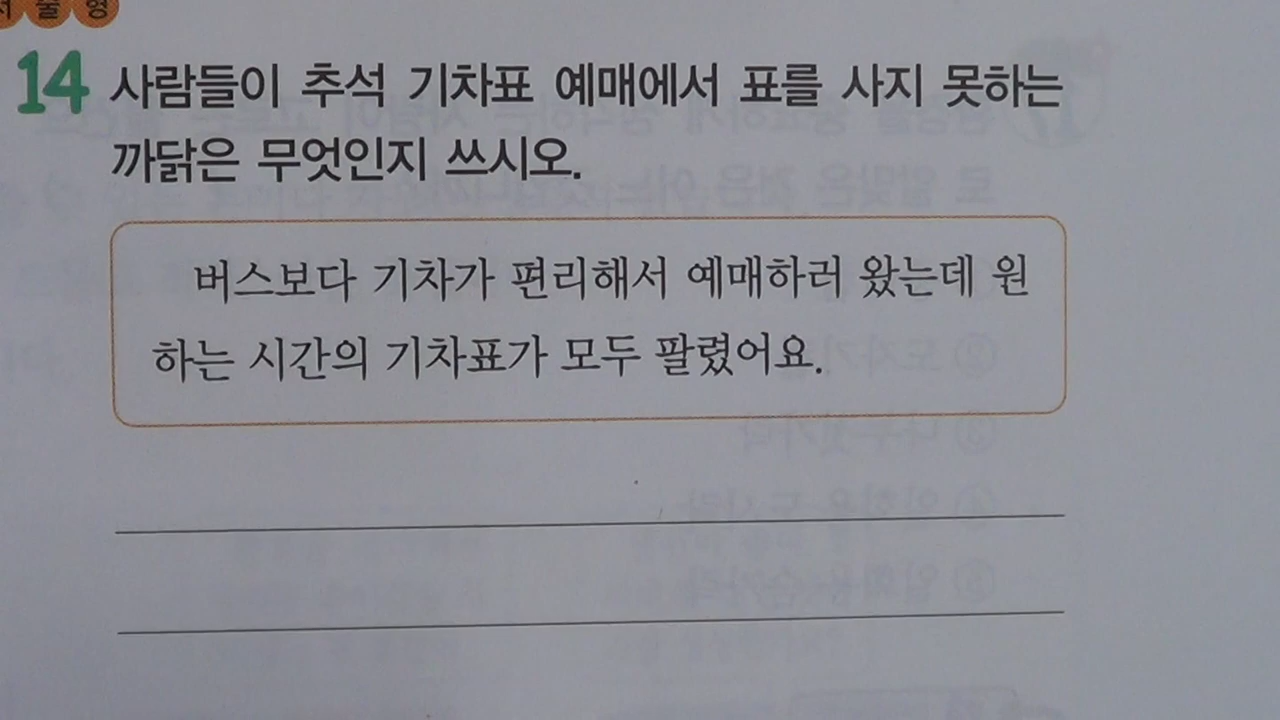 서 술 형
14 사람들이 추석 기차표 예매에서 표를 사지 못하는
까닭은 무엇인지 쓰시오.
버스보다 기차가 편리해서 예매하러 왔는데 원
하는 시간의 기차표가 모두 팔렸어요.